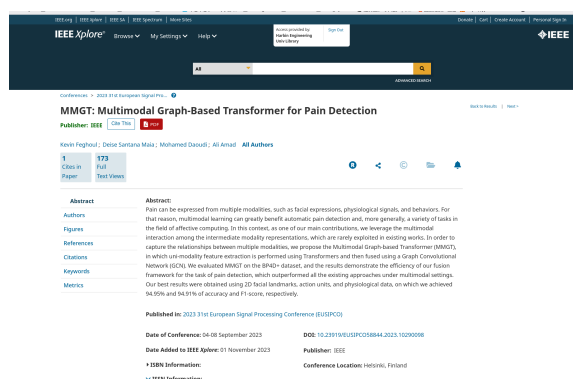 IEEE.org | IEEE Xplore | IEEE SA | IEEE Spectrum | More Sites
Donate | Cart | Create Account | Personal Sign In
IEEE Xplore®
Browse
My Settings
Help
Access provided by:
Harbin Engineering
Univ Library
Sign Out
IEEE
All
ADVANCED SEARCH
Conferences > 2023 31st European Signal Pro...
MMGT: Multimodal Graph-Based Transformer for Pain Detection
Back to Results | Next >
Publisher: IEEE
Cite This
PDF
Kevin Feghoul; Deise Santana Maia; Mohamed Daoudi; Ali Amad All Authors
1
Cites in
Paper
173
Full
Text Views
Abstract
Authors
Figures
References
Citations
Keywords
Metrics
Abstract:
Pain can be expressed from multiple modalities, such as facial expressions, physiological signals, and behaviors. For
that reason, multimodal learning can greatly benefit automatic pain detection and, more generally, a variety of tasks in
the field of affective computing. In this context, as one of our main contributions, we leverage the multimodal
interaction among the intermediate modality representations, which are rarely exploited in existing works. In order to
capture the relationships between multiple modalities, we propose the Multimodal Graph-based Transformer (MMGT),
in which uni-modality feature extraction is performed using Transformers and then fused using a Graph Convolutional
Network (GCN). We evaluated MMGT on the BP4D+ dataset, and the results demonstrate the efficiency of our fusion
framework for the task of pain detection, which outperformed all the existing approaches under multimodal settings.
Our best results were obtained using 2D facial landmarks, action units, and physiological data, on which we achieved
94.95% and 94.91% of accuracy and F1-score, respectively.
Published in: 2023 31st European Signal Processing Conference (EUSIPCO)
Date of Conference: 04-08 September 2023
DOI: 10.23919/EUSIPCO58844.2023.10290098
Date Added to IEEE Xplore: 01 November 2023
Publisher: IEEE
ISBN Information:
Conference Location: Helsinki, Finland
ISSN Information: